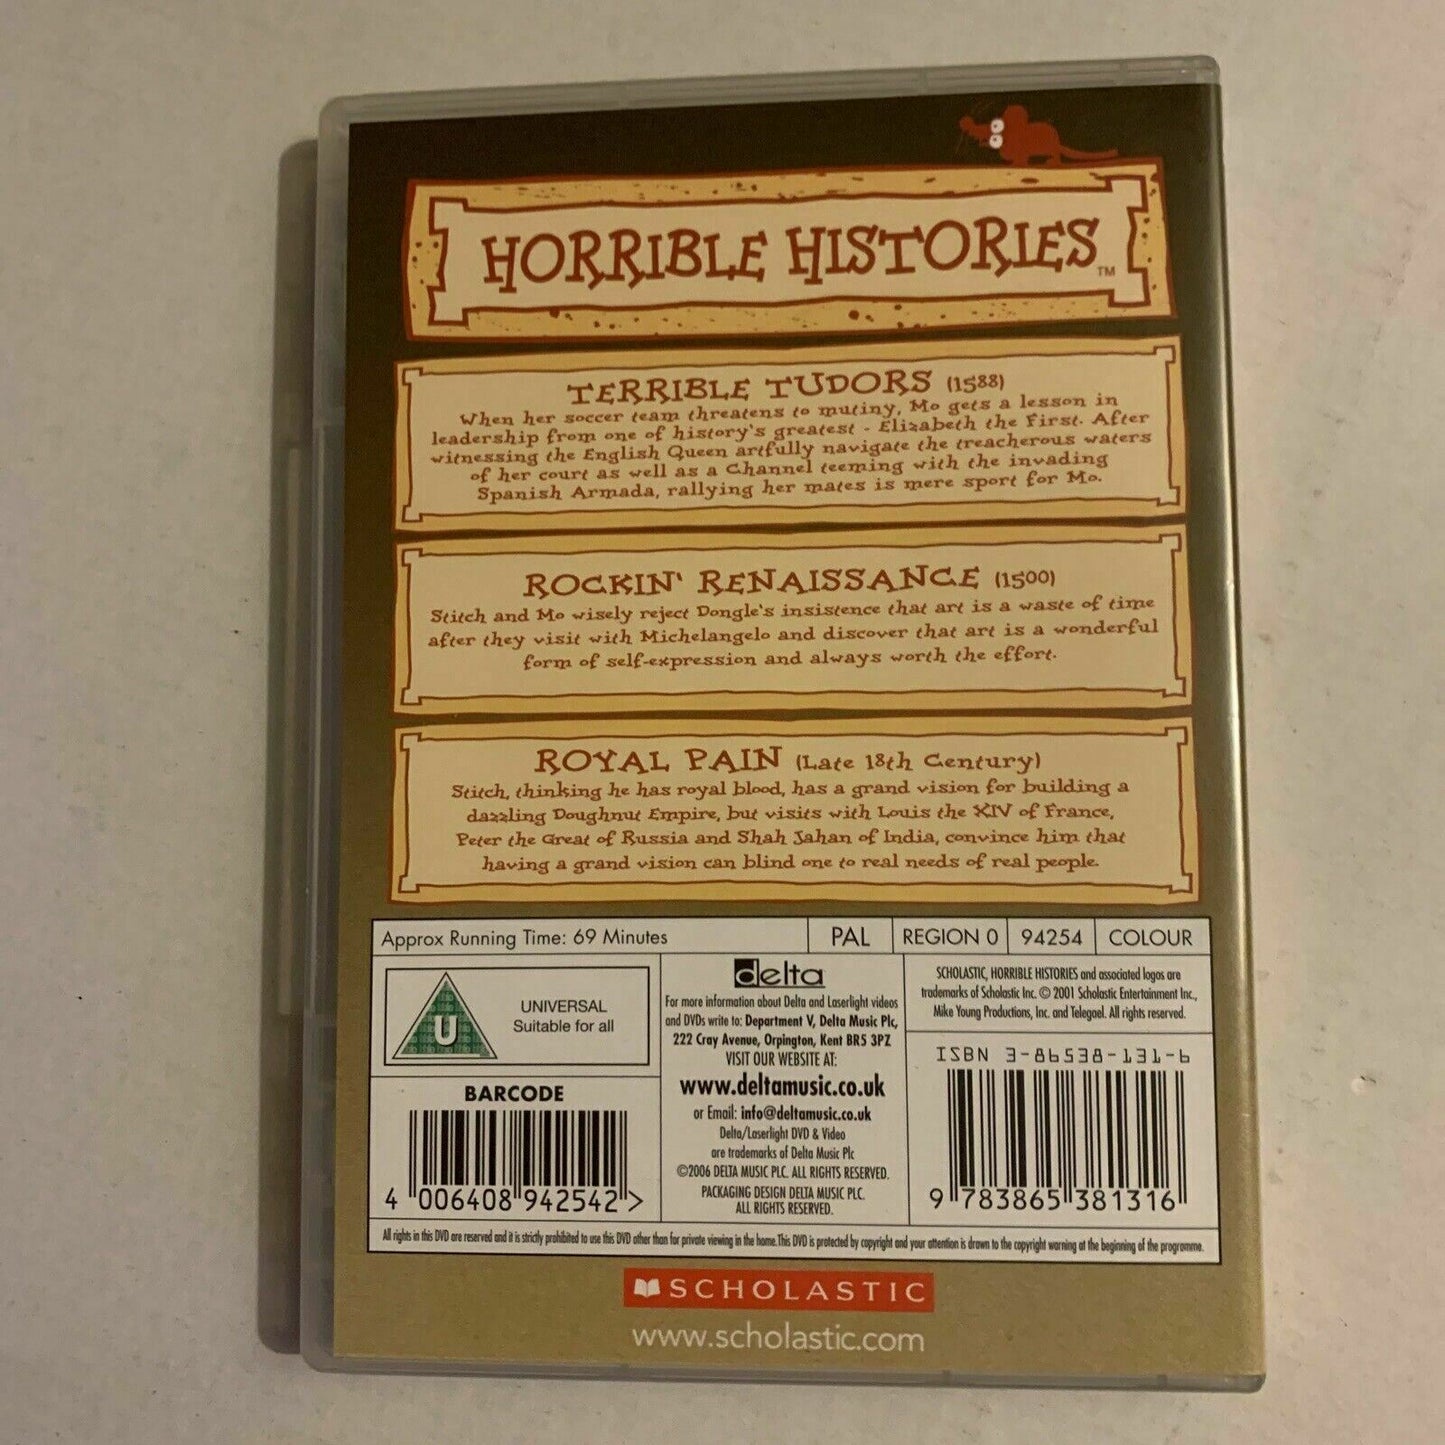 HORRIBLE HISTORIES™
TERRIBLE TUDORS (1588)
When her soccer team threatens to mutiny, Mo gets a lesson in
leadership from one of history's greatest - Elizabeth the First. After
witnessing the English Queen artfully navigate the treacherous waters
of her court as well as a Channel teeming with the invading
Spanish Armada, rallying her mates is mere sport for Mo.
ROCKIN' RENAISSANCE (1500)
Stitch and Mo wisely reject Dongle's insistence that art is a waste of time
after they visit with Michelangelo and discover that art is a wonderful
form of self-expression and always worth the effort.
ROYAL PAIN (Late 18th Century)
Stitch, thinking he has royal blood, has a grand vision for building a
dazzling Doughnut Empire, but visits with Louis the XIV of France,
Peter the Great of Russia and Shah Jahan of India, convince him that
having a grand vision can blind one to real needs of real people.
Approx Running Time: 69 Minutes PAL REGION 0 94254 COLOUR
U
UNIVERSAL
Suitable for all
BARCODE
4 006408 942542 >
delta
For more information about Delta and Laserlight videos
and DVDs write to: Department V, Delta Music Plc,
222 Cray Avenue, Orpington, Kent BR5 3PZ
VISIT OUR WEBSITE AT:
www.deltamusic.co.uk
or Email: info@deltamusic.co.uk
Delta/Laserlight DVD & Video
are trademarks of Delta Music Plc
©2006 DELTA MUSIC PLC. ALL RIGHTS RESERVED.
PACKAGING DESIGN DELTA MUSIC PLC.
ALL RIGHTS RESERVED.
SCHOLASTIC, HORRIBLE HISTORIES and associated logos are
trademarks of Scholastic Inc. © 2001 Scholastic Entertainment Inc.,
Mike Young Productions, Inc. and Telegael. All rights reserved.
ISBN 3-86538-131-6
9 783865 381316
All rights in this DVD are reserved and it is strictly prohibited to use this DVD other than for private viewing in the home. This DVD is protected by copyright and your attention is drawn to the copyright warning at the beginning of the programme.
SCHOLASTIC
www.scholastic.com